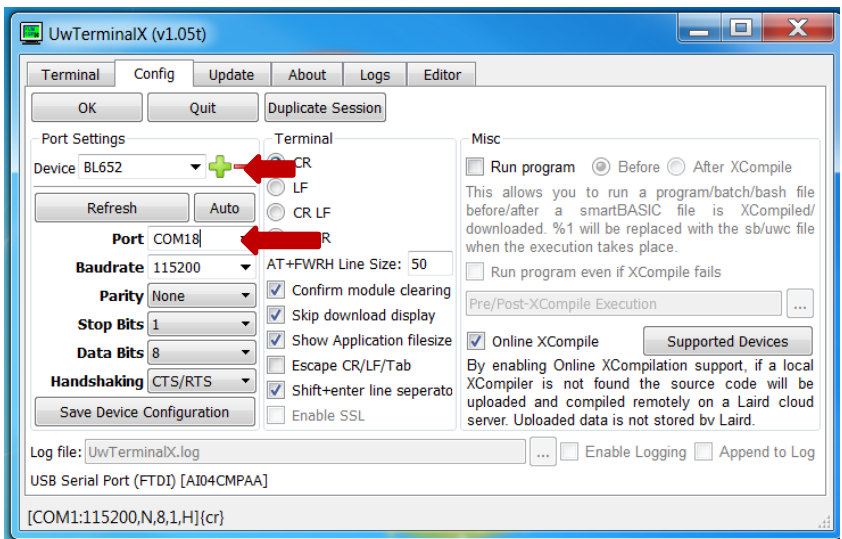 UwTerminalX (v1.05t)
Terminal Config Update About Logs Editor
OK Quit Duplicate Session
Port Settings
Device BL652
Refresh Auto
Port COM18
Baudrate 115200
Parity None
Stop Bits 1
Data Bits 8
Handshaking CTS/RTS
Save Device Configuration
Terminal
CR
LF
CR LF
R
AT+FWRH Line Size: 50
Confirm module clearing
Skip download display
Show Application filesize
Escape CR/LF/Tab
Shift+enter line seperato
Enable SSL
Misc
Run program Before After XCompile
This allows you to run a program/batch/bash file
before/after a smartBASIC file is XCompiled/
downloaded. %1 will be replaced with the sb/uwc file
when the execution takes place.
Run program even if XCompile fails
Pre/Post-XCompile Execution ...
Online XCompile Supported Devices
By enabling Online XCompilation support, if a local
XCompiler is not found the source code will be
uploaded and compiled remotely on a Laird cloud
server. Uploaded data is not stored by Laird.
Log file: UwTerminalX.log ... Enable Logging Append to Log
USB Serial Port (FTDI) [AI04CMPAA]
[COM1:115200,N,8,1,H]{cr}